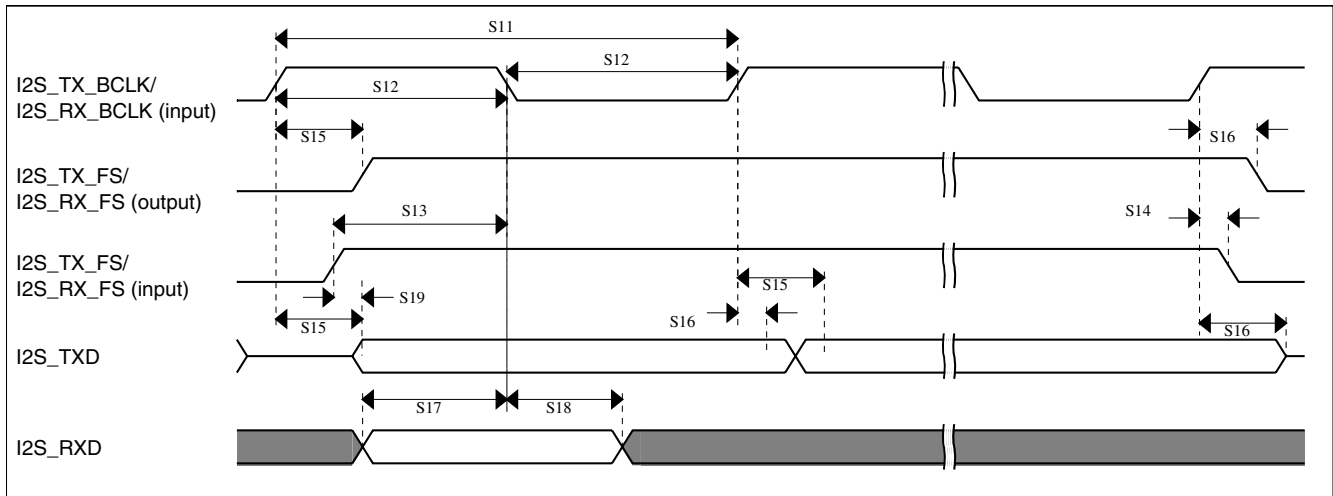 S11
I2S_TX_BCLK/
I2S_RX_BCLK (input)
S12
S12
S15
S16
I2S_TX_FS/
I2S_RX_FS (output)
S13
S14
I2S_TX_FS/
I2S_RX_FS (input)
S15
S19
S16
S15
S16
I2S_TXD
S17
S18
I2S_RXD